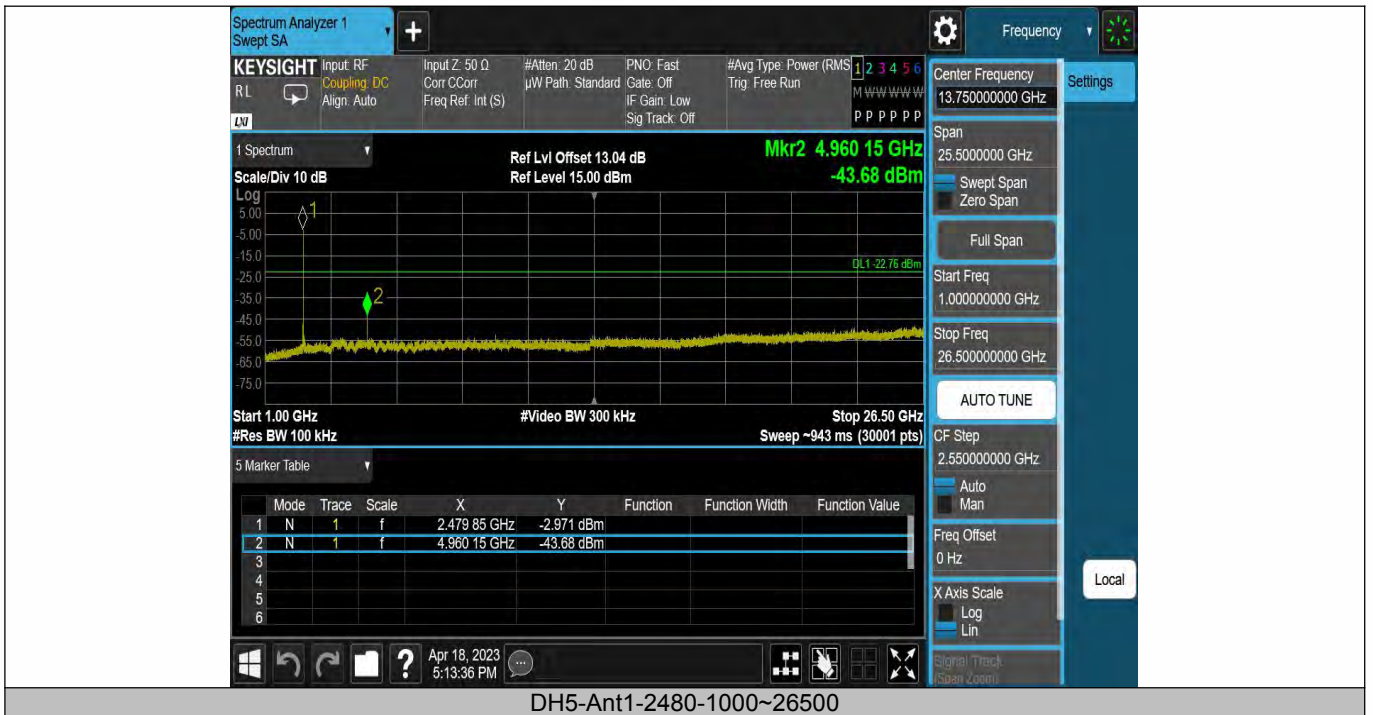 Spectrum Analyzer 1
Swept SA
+
Frequency
KEYSIGHT
RL
LXI
Input: RF
Coupling: DC
Align: Auto
Input Z: 50 Ω
Corr CCorr
Freq Ref: Int (S)
#Atten: 20 dB
µW Path: Standard
PNO: Fast
Gate: Off
IF Gain: Low
Sig Track: Off
#Avg Type: Power (RMS
Trig: Free Run
1 2 3 4 5 6
M W W W W W
P P P P P P
1 Spectrum
Scale/Div 10 dB
Ref Lvl Offset 13.04 dB
Ref Level 15.00 dBm
Mkr2 4.960 15 GHz
-43.68 dBm
Log
5.00
-5.00
-15.0
-25.0
-35.0
-45.0
-55.0
-65.0
-75.0
1
2
DL1 -22.76 dBm
Start 1.00 GHz
#Video BW 300 kHz
Stop 26.50 GHz
#Res BW 100 kHz
Sweep ~943 ms (30001 pts)
5 Marker Table
Mode Trace Scale X Y Function Function Width Function Value
1 N 1 f 2.479 85 GHz -2.971 dBm
2 N 1 f 4.960 15 GHz -43.68 dBm
3
4
5
6
?
Apr 18, 2023
5:13:36 PM
Center Frequency
13.750000000 GHz
Settings
Span
25.5000000 GHz
Swept Span
Zero Span
Full Span
Start Freq
1.000000000 GHz
Stop Freq
26.500000000 GHz
AUTO TUNE
CF Step
2.550000000 GHz
Auto
Man
Freq Offset
0 Hz
X Axis Scale
Log
Lin
Signal Track
(Span Zoom)
Local
DH5-Ant1-2480-1000~26500